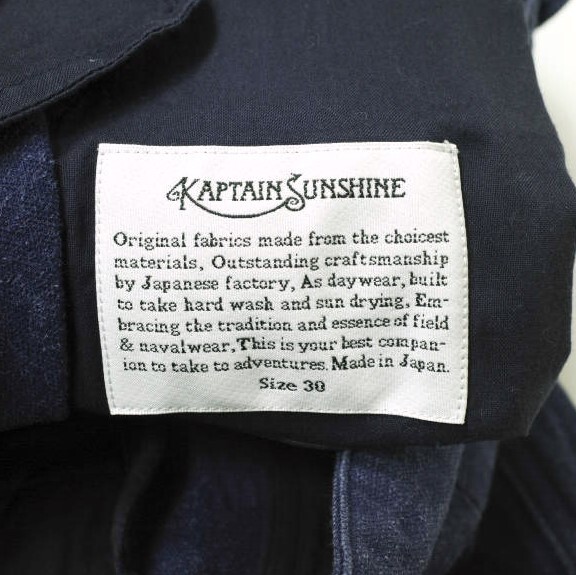 KAPTAIN SUNSHINE
Original fabrics made from the choicest
materials, Outstanding craftsmanship
by Japanese factory, As daywear, built
to take hard wash and sun drying, Em-
bracing the tradition and essence of field
& navalwear, This is your best compan-
ion to take to adventures. Made in Japan.
Size 30